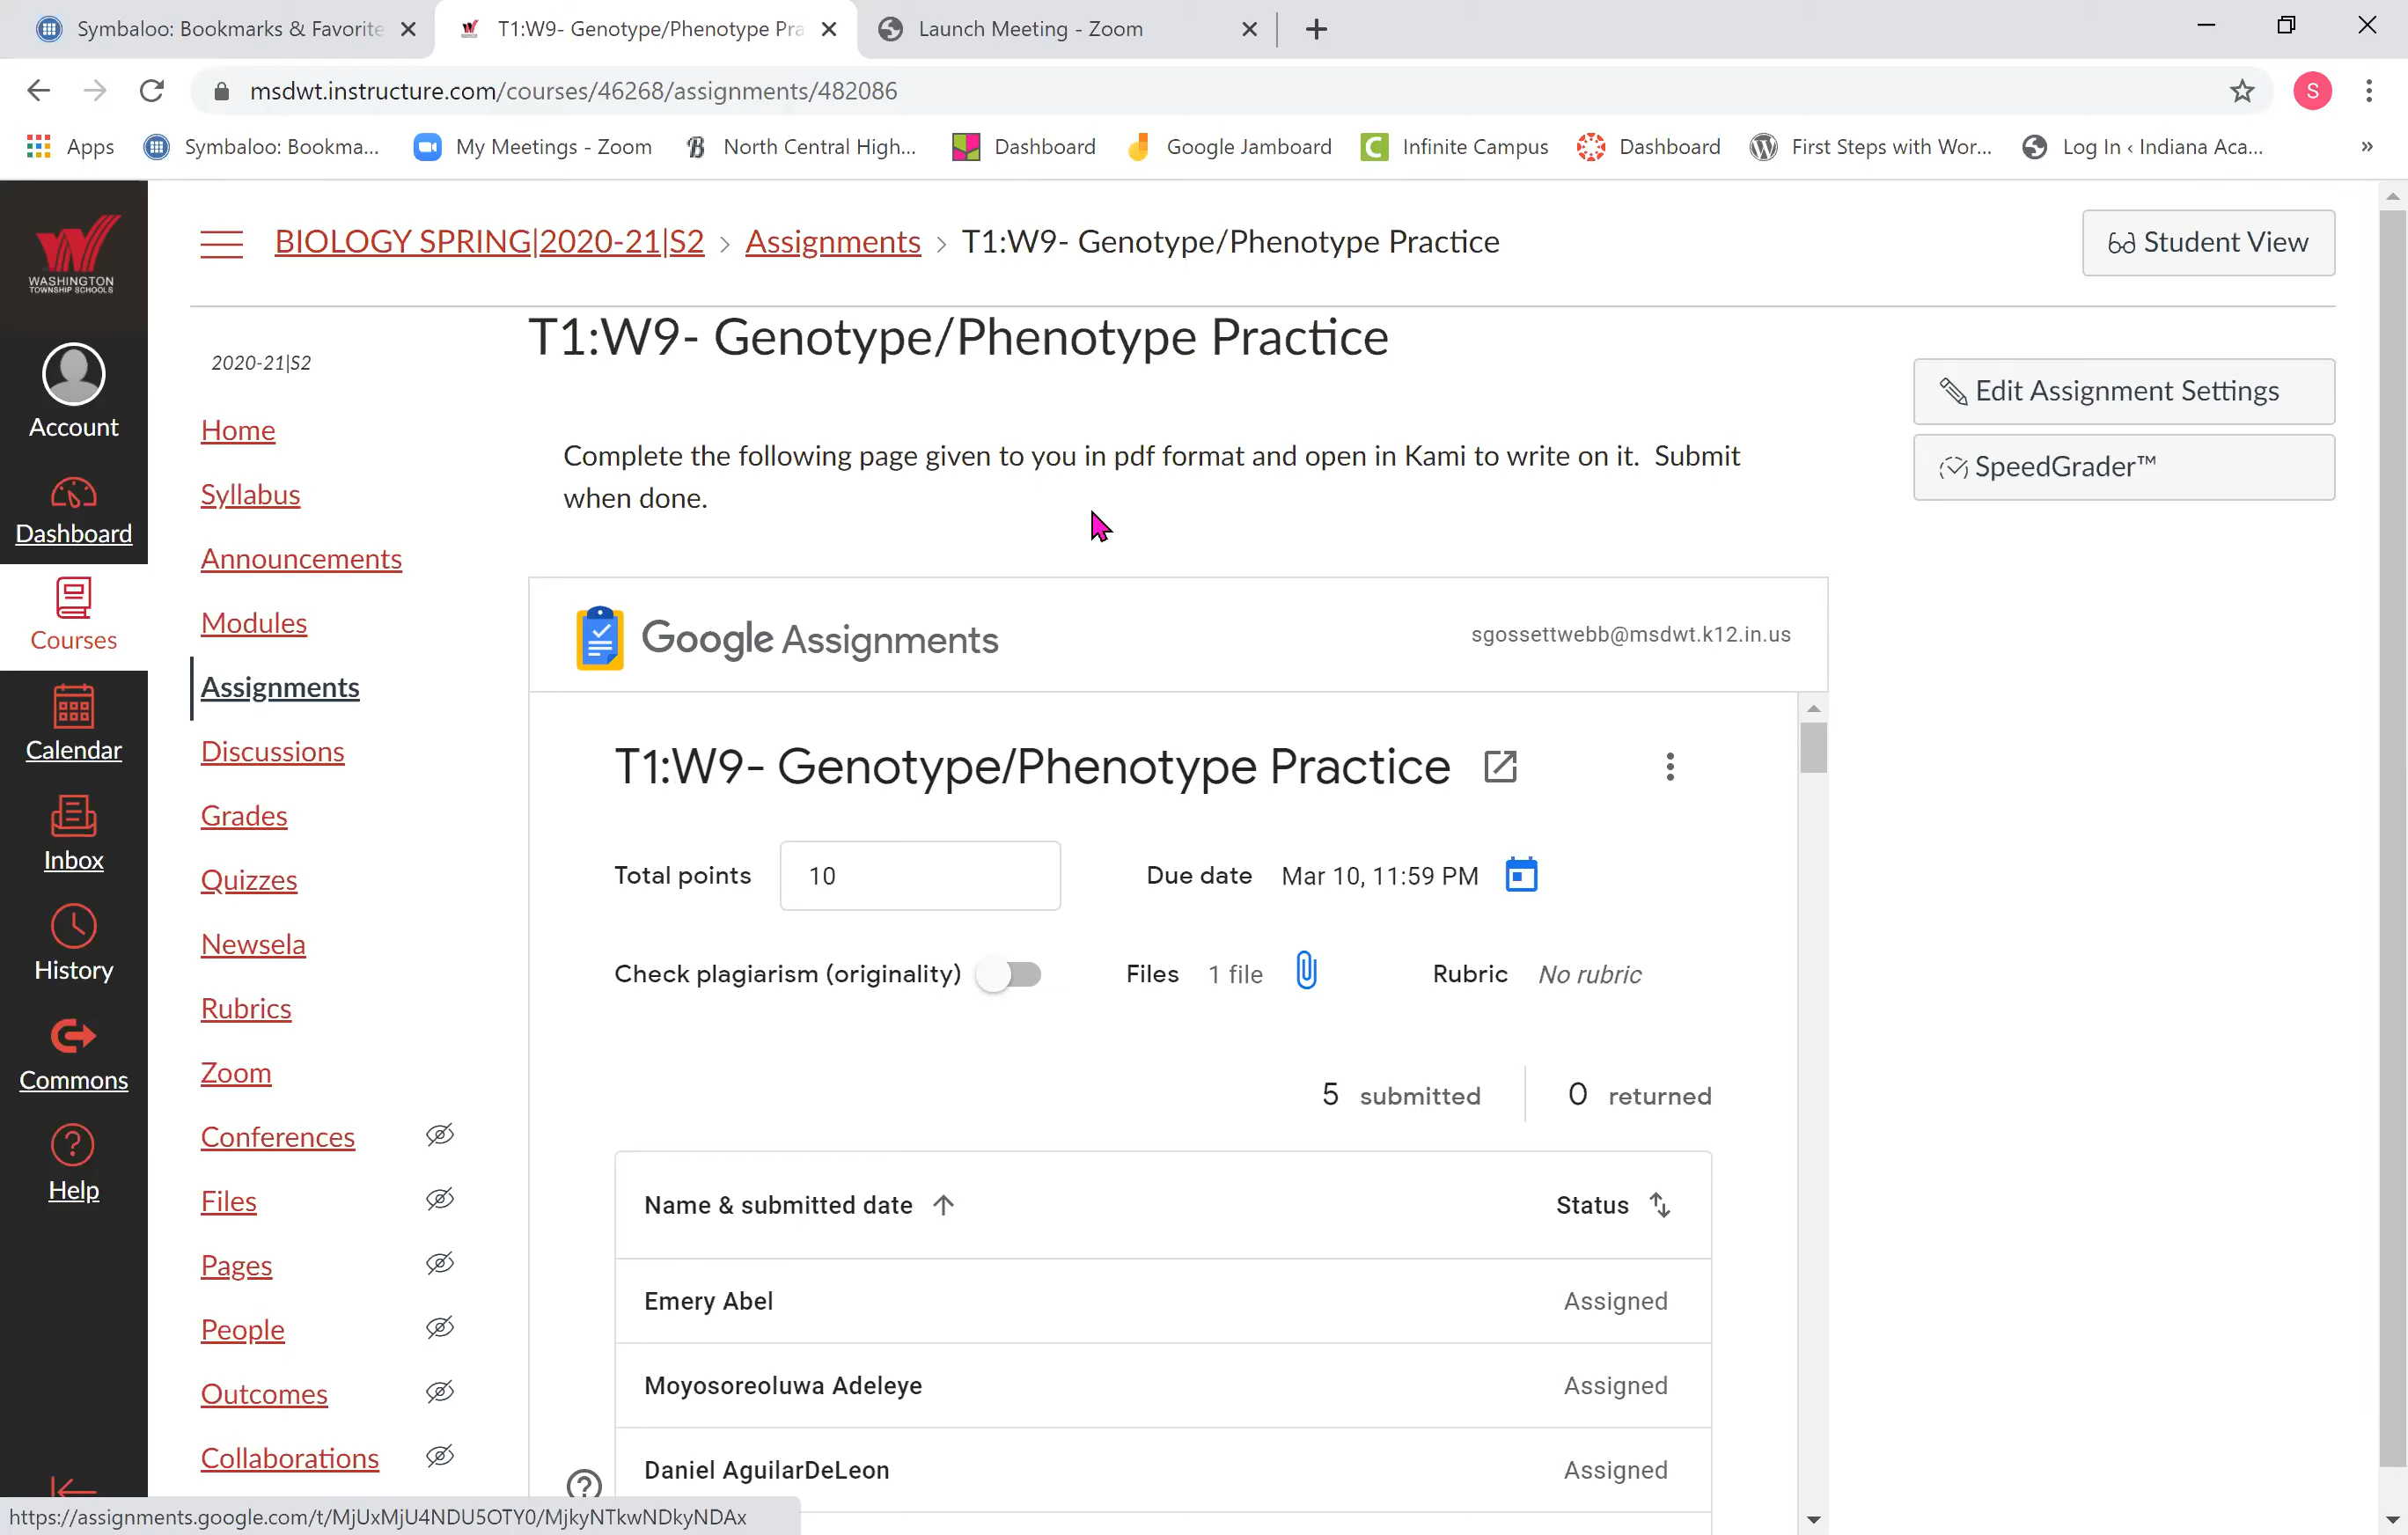 Symbaloo: Bookmarks & Favorite
T1:W9- Genotype/Phenotype Pra
Launch Meeting - Zoom
msdwt.instructure.com/courses/46268/assignments/482086
S
Apps
Symbaloo: Bookma...
My Meetings - Zoom
North Central High...
Dashboard
Google Jamboard
Infinite Campus
Dashboard
First Steps with Wor...
Log In ‹ Indiana Aca...
»
WASHINGTON
TOWNSHIP SCHOOLS
BIOLOGY SPRING|2020-21|S2 > Assignments > T1:W9- Genotype/Phenotype Practice
Student View
Account
Dashboard
Courses
Calendar
Inbox
History
Commons
Help
2020-21|S2
Home
Syllabus
Announcements
Modules
Assignments
Discussions
Grades
Quizzes
Newsela
Rubrics
Zoom
Conferences
Files
Pages
People
Outcomes
Collaborations
T1:W9- Genotype/Phenotype Practice
Edit Assignment Settings
SpeedGrader™
Complete the following page given to you in pdf format and open in Kami to write on it. Submit
when done.
Google Assignments
sgossettwebb@msdwt.k12.in.us
T1:W9- Genotype/Phenotype Practice
Total points 10 Due date Mar 10, 11:59 PM
Check plagiarism (originality) Files 1 file Rubric No rubric
5 submitted 0 returned
Name & submitted date Status
Emery Abel Assigned
Moyosoreoluwa Adeleye Assigned
Daniel AguilarDeLeon Assigned
https://assignments.google.com/t/MjUxMjU4NDU5OTY0/MjkyNTkwNDkyNDAx